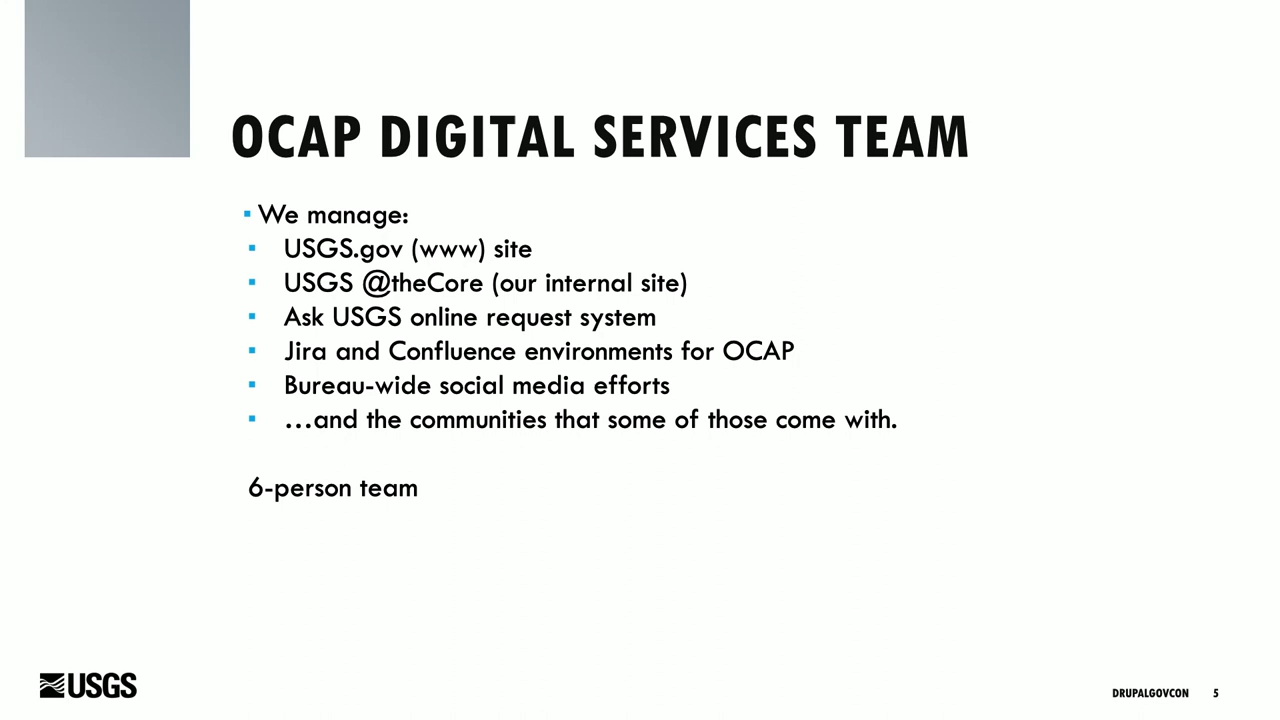 OCAP DIGITAL SERVICES TEAM
▪ We manage:
▪ USGS.gov (www) site
▪ USGS @theCore (our internal site)
▪ Ask USGS online request system
▪ Jira and Confluence environments for OCAP
▪ Bureau-wide social media efforts
▪ …and the communities that some of those come with.
6-person team
USGS
DRUPALGOVCON 5